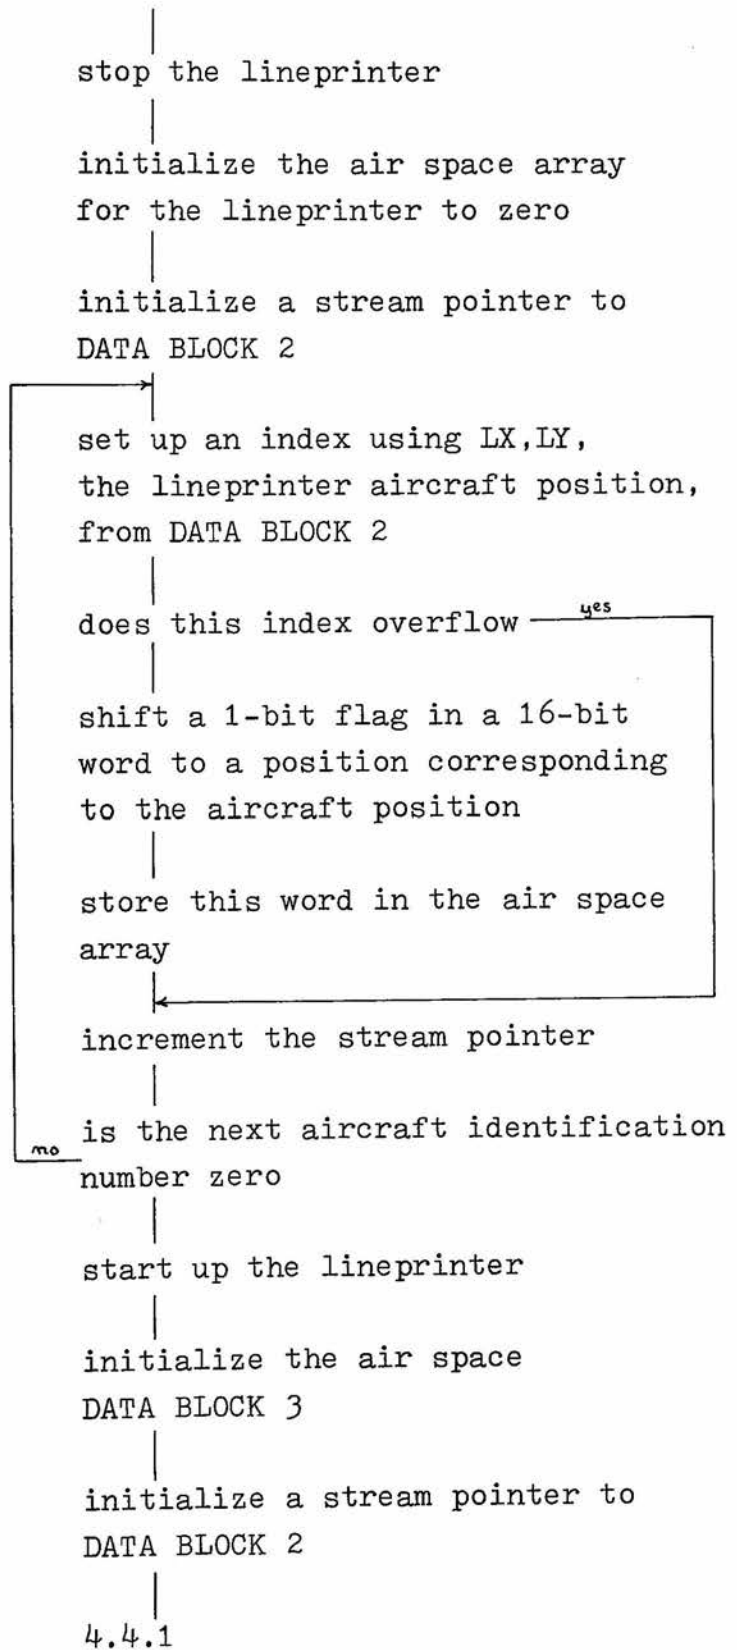 stop the lineprinter
initialize the air space array
for the lineprinter to zero
initialize a stream pointer to
DATA BLOCK 2
set up an index using LX,LY,
the lineprinter aircraft position,
from DATA BLOCK 2
does this index overflow yes
shift a 1-bit flag in a 16-bit
word to a position corresponding
to the aircraft position
store this word in the air space
array
increment the stream pointer
is the next aircraft identification
no
number zero
start up the lineprinter
initialize the air space
DATA BLOCK 3
initialize a stream pointer to
DATA BLOCK 2
4.4.1